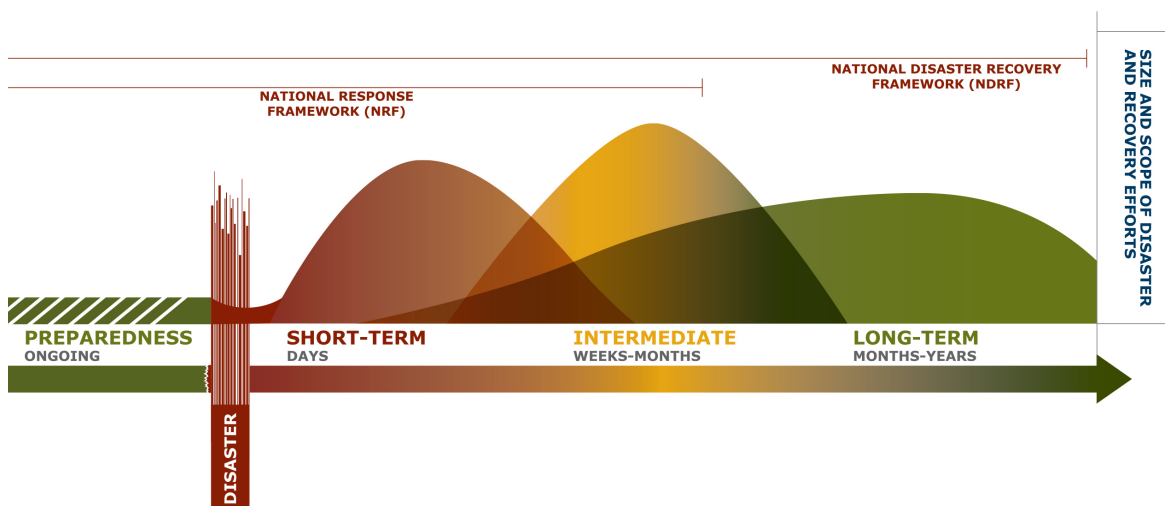 NATIONAL DISASTER RECOVERY
FRAMEWORK (NDRF)
NATIONAL RESPONSE
FRAMEWORK (NRF)
SIZE AND SCOPE OF DISASTER
AND RECOVERY EFFORTS
PREPAREDNESS
ONGOING
SHORT-TERM
DAYS
INTERMEDIATE
WEEKS-MONTHS
LONG-TERM
MONTHS-YEARS
DISASTER